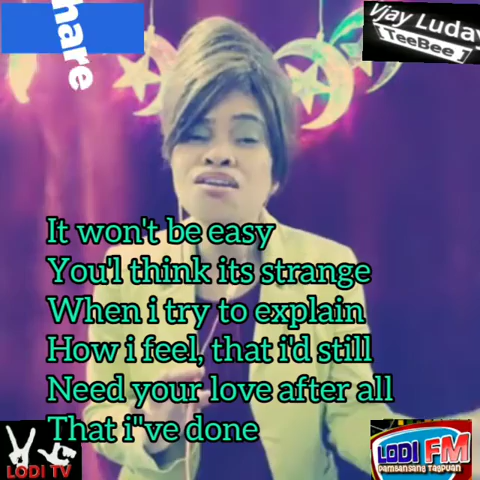 hare
Vjay Luday
[TeeBee]
It won't be easy
You'l think its strange
When i try to explain
How i feel, that i'd still
Need your love after all
That i"ve done
LODI TV
LODI FM
Pambansang Tagpuan